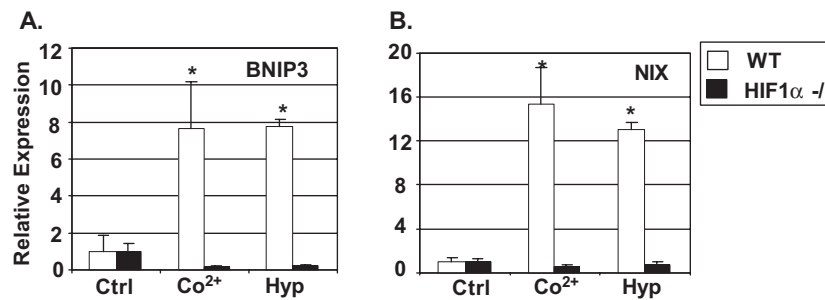 A.
BNIP3
*
*
Relative Expression
12
10
8
6
4
2
0
Ctrl
Co2+
Hyp
B.
NIX
*
*
20
16
12
8
4
0
Ctrl
Co2+
Hyp
WT
HIF1α -/